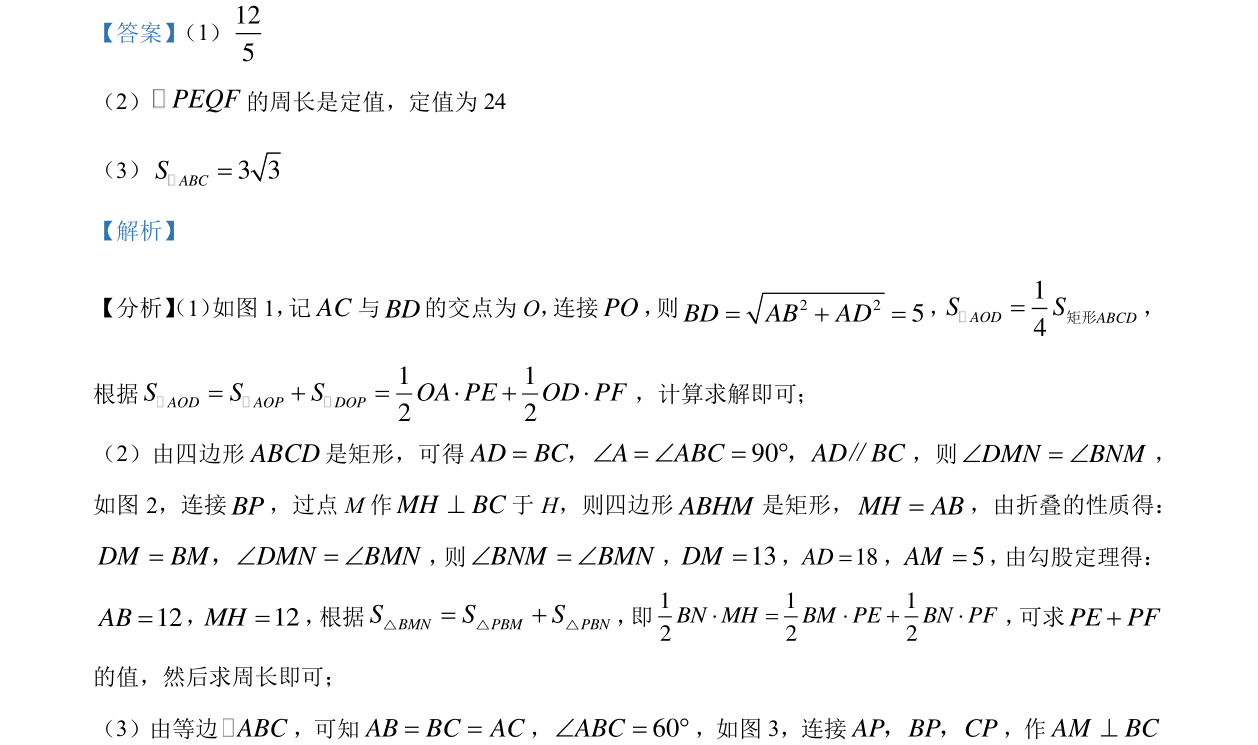 【答案】（1）12/5
（2）□PEQF 的周长是定值，定值为 24
（3）S□ABC = 3√3
【解析】
【分析】（1）如图 1，记 AC 与 BD 的交点为 O，连接 PO，则 BD = √(AB² + AD²) = 5，S□AOD = 1/4 S矩形ABCD，
根据 S□AOD = S□AOP + S□DOP = 1/2 OA · PE + 1/2 OD · PF，计算求解即可；
（2）由四边形 ABCD 是矩形，可得 AD = BC，∠A = ∠ABC = 90°，AD∥BC，则 ∠DMN = ∠BNM，
如图 2，连接 BP，过点 M 作 MH ⊥ BC 于 H，则四边形 ABHM 是矩形，MH = AB，由折叠的性质得：
DM = BM，∠DMN = ∠BMN，则 ∠BNM = ∠BMN，DM = 13，AD = 18，AM = 5，由勾股定理得：
AB = 12，MH = 12，根据 S△BMN = S△PBM + S△PBN，即 1/2 BN · MH = 1/2 BM · PE + 1/2 BN · PF，可求 PE + PF
的值，然后求周长即可；
（3）由等边□ABC，可知 AB = BC = AC，∠ABC = 60°，如图 3，连接 AP，BP，CP，作 AM ⊥ BC